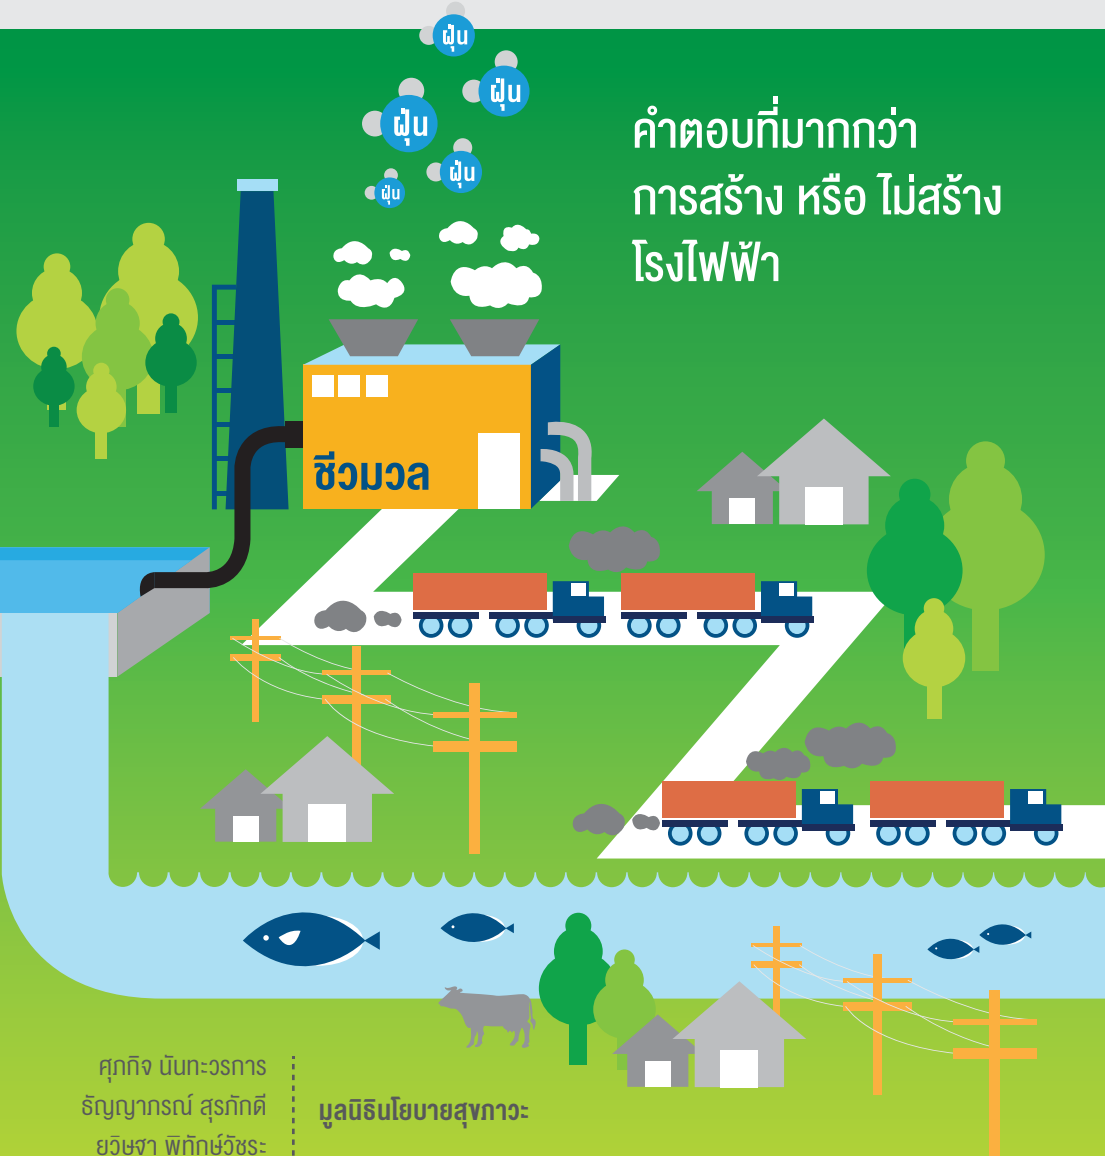 ฝุ่น
ฝุ่น
ฝุ่น
ฝุ่น
ฝุ่น
คำตอบที่มากกว่า
การสร้าง หรือ ไม่สร้าง
โรงไฟฟ้า
ชีวมวล
ศุภกิจ นันทะวรการ
ธัญญาภรณ์ สุรภักดี
ยวิษฐา พิทักษ์วัชระ
มูลนิธินโยบายสุขภาวะ